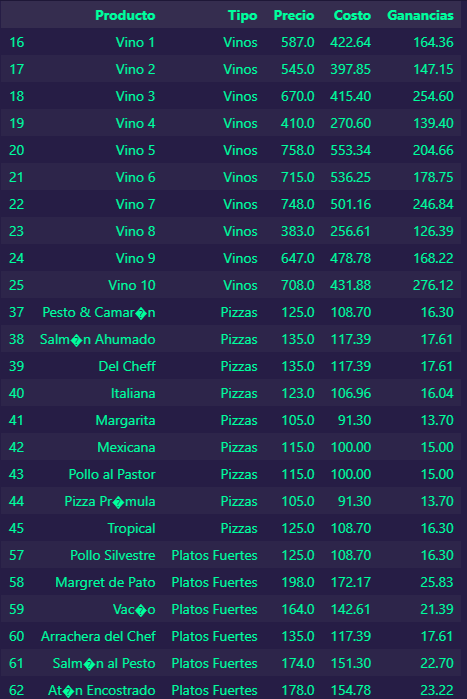 Producto Tipo Precio Costo Ganancias
16 Vino 1 Vinos 587.0 422.64 164.36
17 Vino 2 Vinos 545.0 397.85 147.15
18 Vino 3 Vinos 670.0 415.40 254.60
19 Vino 4 Vinos 410.0 270.60 139.40
20 Vino 5 Vinos 758.0 553.34 204.66
21 Vino 6 Vinos 715.0 536.25 178.75
22 Vino 7 Vinos 748.0 501.16 246.84
23 Vino 8 Vinos 383.0 256.61 126.39
24 Vino 9 Vinos 647.0 478.78 168.22
25 Vino 10 Vinos 708.0 431.88 276.12
37 Pesto & Camar�n Pizzas 125.0 108.70 16.30
38 Salm�n Ahumado Pizzas 135.0 117.39 17.61
39 Del Cheff Pizzas 135.0 117.39 17.61
40 Italiana Pizzas 123.0 106.96 16.04
41 Margarita Pizzas 105.0 91.30 13.70
42 Mexicana Pizzas 115.0 100.00 15.00
43 Pollo al Pastor Pizzas 115.0 100.00 15.00
44 Pizza Pr�mula Pizzas 105.0 91.30 13.70
45 Tropical Pizzas 125.0 108.70 16.30
57 Pollo Silvestre Platos Fuertes 125.0 108.70 16.30
58 Margret de Pato Platos Fuertes 198.0 172.17 25.83
59 Vac�o Platos Fuertes 164.0 142.61 21.39
60 Arrachera del Chef Platos Fuertes 135.0 117.39 17.61
61 Salm�n al Pesto Platos Fuertes 174.0 151.30 22.70
62 At�n Encostrado Platos Fuertes 178.0 154.78 23.22